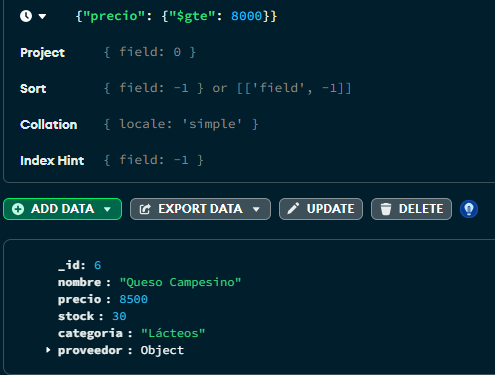 {"precio": {"$gte": 8000}}
Project { field: 0 }
Sort { field: -1 } or [['field', -1]]
Collation { locale: 'simple' }
Index Hint { field: -1 }
ADD DATA EXPORT DATA UPDATE DELETE
_id: 6
nombre: "Queso Campesino"
precio: 8500
stock: 30
categoria: "Lácteos"
proveedor: Object